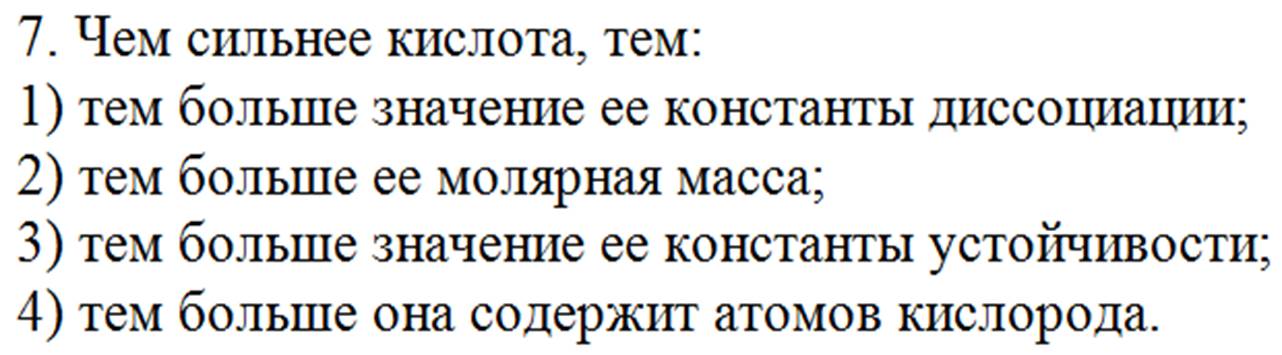 7. Чем сильнее кислота, тем:
1) тем больше значение ее константы диссоциации;
2) тем больше ее молярная масса;
3) тем больше значение ее константы устойчивости;
4) тем больше она содержит атомов кислорода.